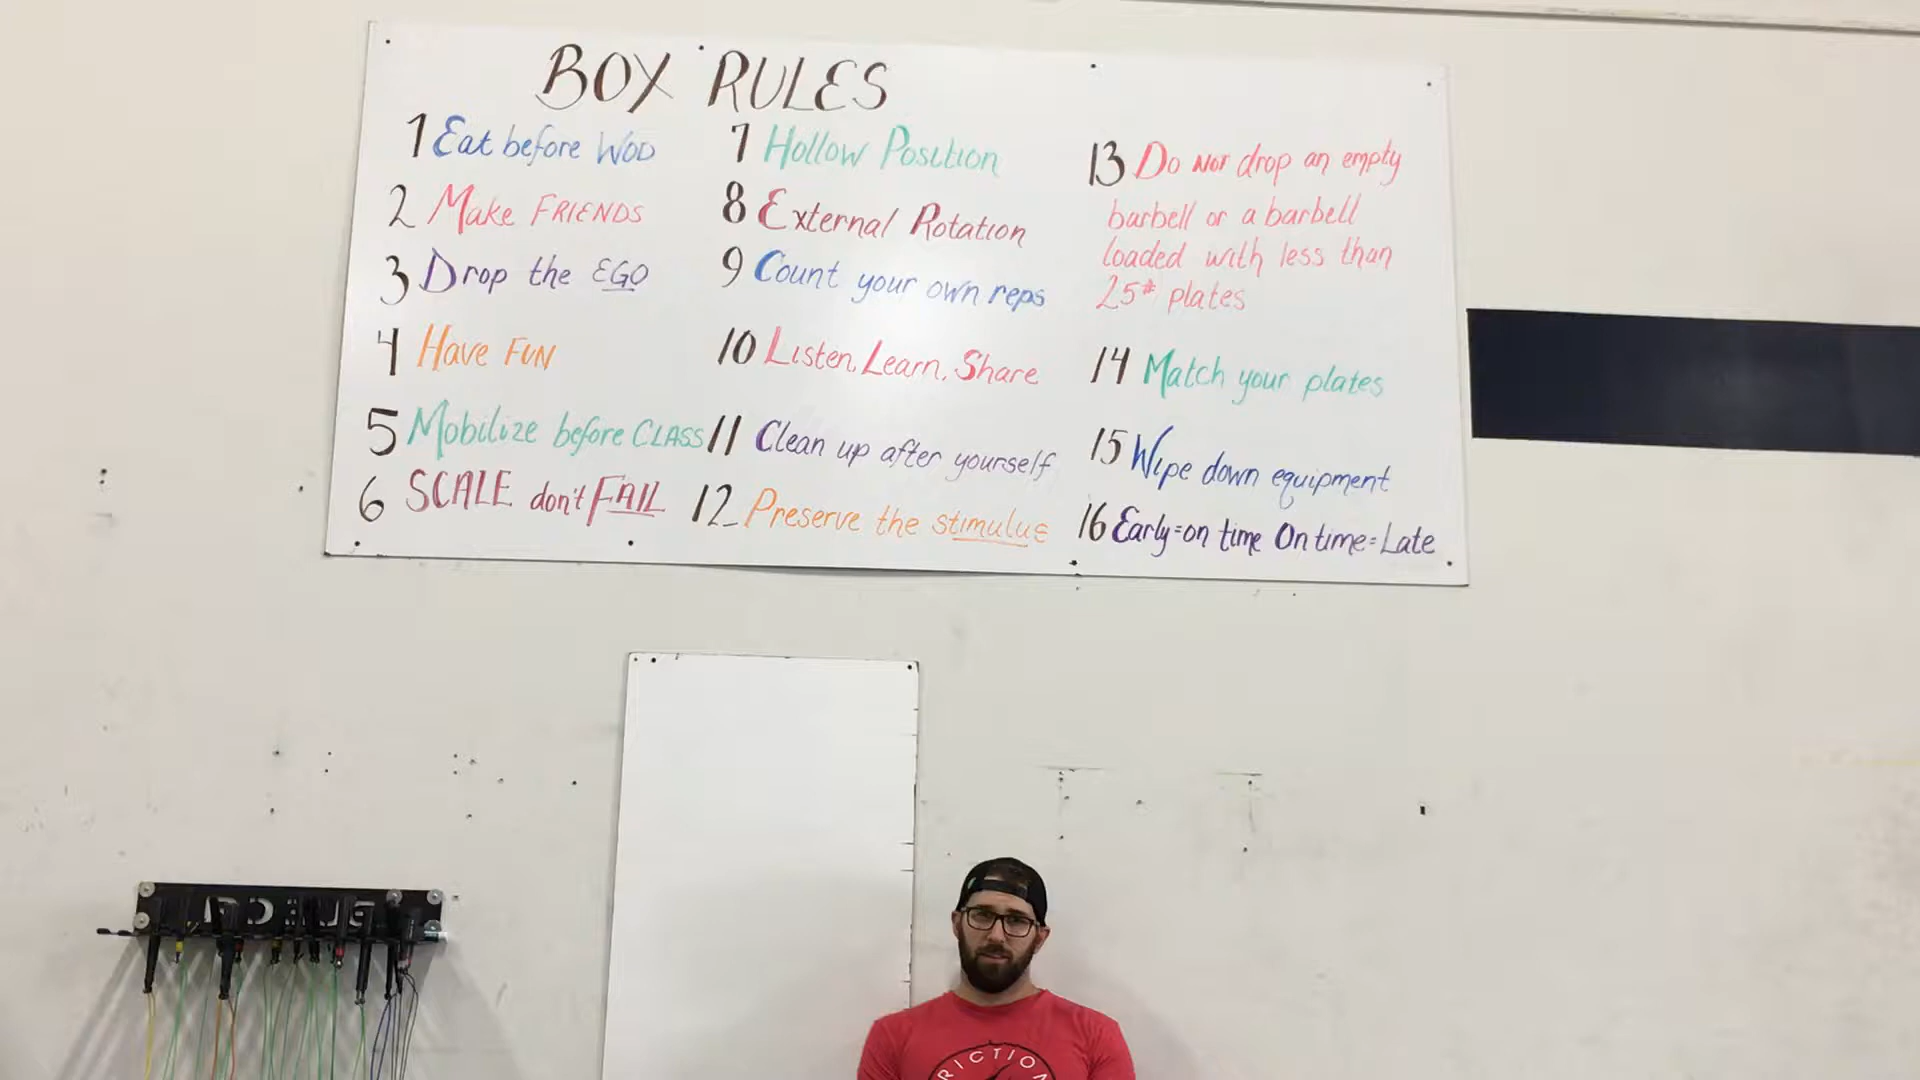 BOX RULES
1 Eat before WOD
2 Make FRIENDS
3 Drop the EGO
4 Have FUN
5 Mobilize before CLASS
6 SCALE don't FAIL
7 Hollow Position
8 External Rotation
9 Count your own reps
10 Listen, Learn, Share
11 Clean up after yourself
12 Preserve the stimulus
13 Do NOT drop an empty
barbell or a barbell
loaded with less than
25# plates
14 Match your plates
15 Wipe down equipment
16 Early=on time On time=Late
RICTION